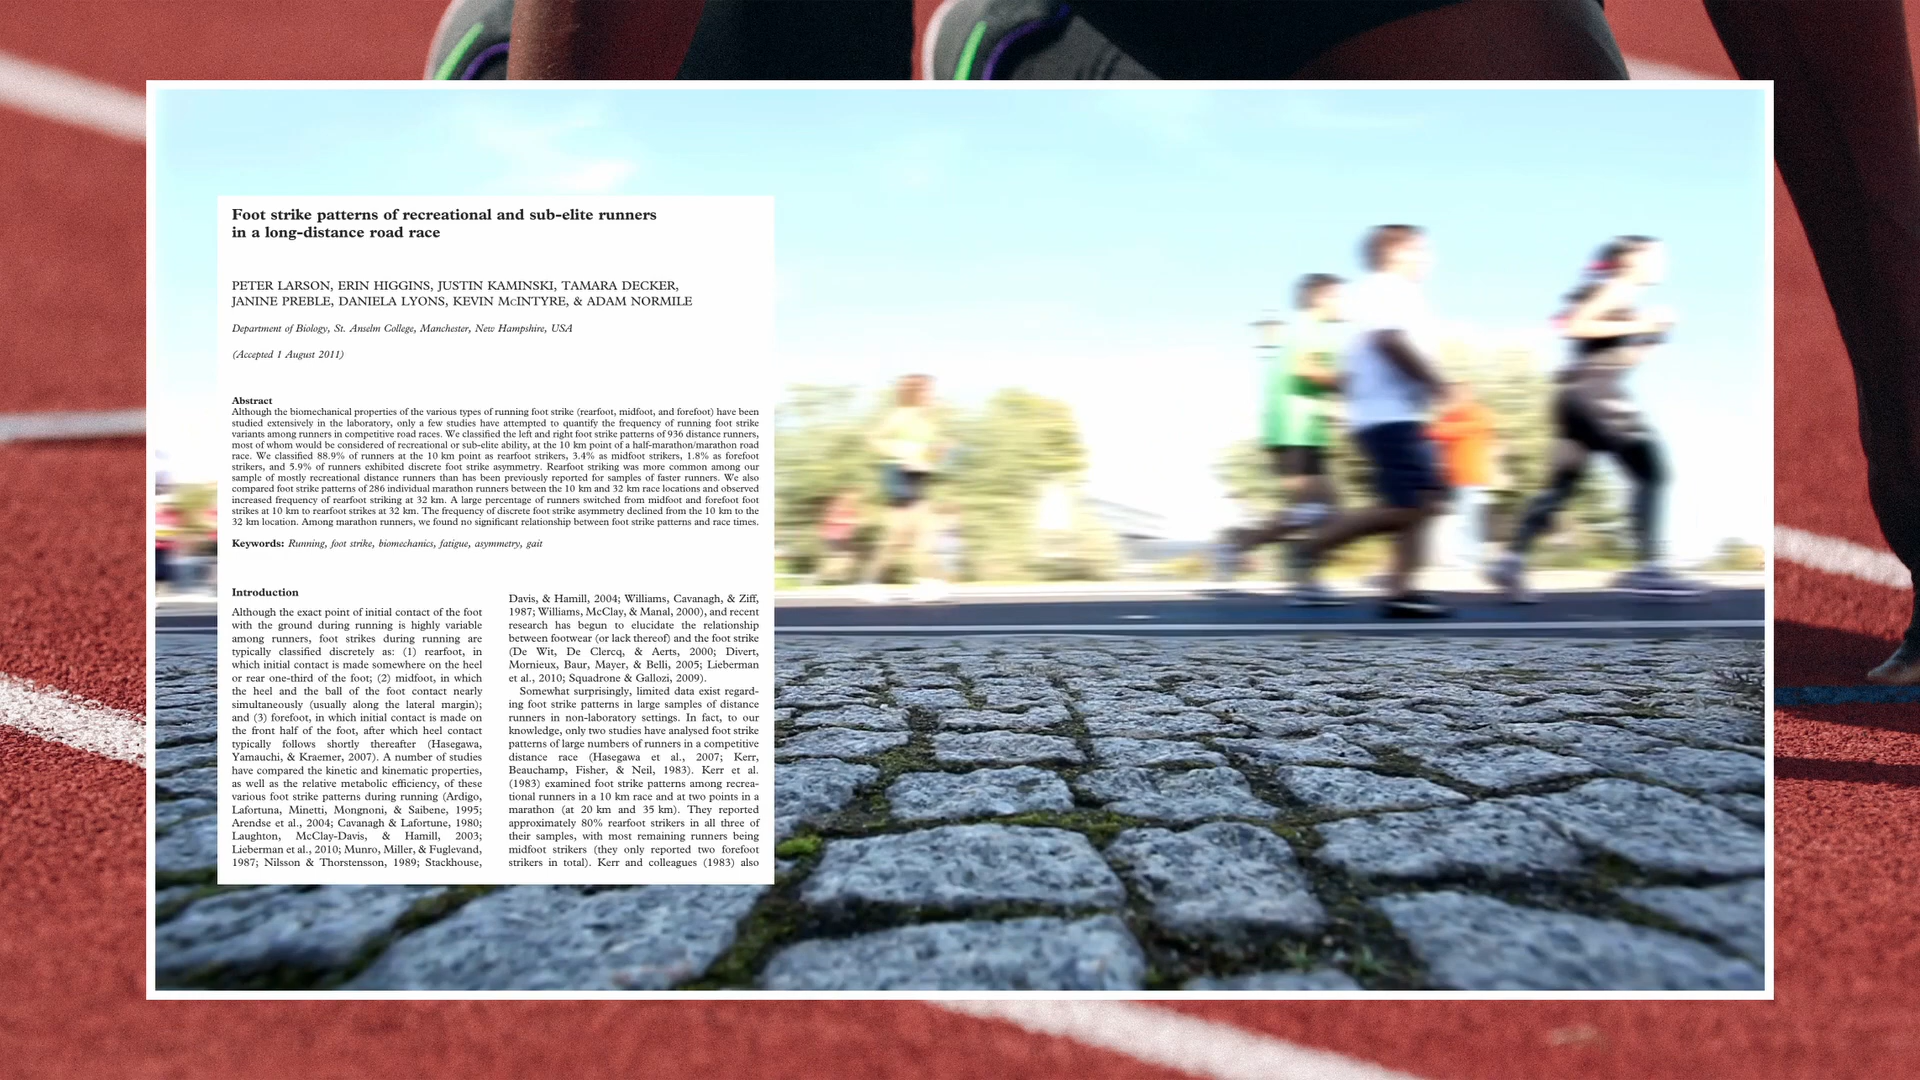 Foot strike patterns of recreational and sub-elite runners
in a long-distance road race
PETER LARSON, ERIN HIGGINS, JUSTIN KAMINSKI, TAMARA DECKER,
JANINE PREBLE, DANIELA LYONS, KEVIN McINTYRE, & ADAM NORMILE
Department of Biology, St. Anselm College, Manchester, New Hampshire, USA
(Accepted 1 August 2011)
Abstract
Although the biomechanical properties of the various types of running foot strike (rearfoot, midfoot, and forefoot) have been
studied extensively in the laboratory, only a few studies have attempted to quantify the frequency of running foot strike
variants among runners in competitive road races. We classified the left and right foot strike patterns of 936 distance runners,
most of whom would be considered of recreational or sub-elite ability, at the 10 km point of a half-marathon/marathon road
race. We classified 88.9% of runners at the 10 km point as rearfoot strikers, 3.4% as midfoot strikers, 1.8% as forefoot
strikers, and 5.9% of runners exhibited discrete foot strike asymmetry. Rearfoot striking was more common among our
sample of mostly recreational distance runners than has been previously reported for samples of faster runners. We also
compared foot strike patterns of 286 individual marathon runners between the 10 km and 32 km race locations and observed
increased frequency of rearfoot striking at 32 km. A large percentage of runners switched from midfoot and forefoot foot
strikes at 10 km to rearfoot strikes at 32 km. The frequency of discrete foot strike asymmetry declined from the 10 km to the
32 km location. Among marathon runners, we found no significant relationship between foot strike patterns and race times.
Keywords: Running, foot strike, biomechanics, fatigue, asymmetry, gait
Introduction
Although the exact point of initial contact of the foot
with the ground during running is highly variable
among runners, foot strikes during running are
typically classified discretely as: (1) rearfoot, in
which initial contact is made somewhere on the heel
or rear one-third of the foot; (2) midfoot, in which
the heel and the ball of the foot contact nearly
simultaneously (usually along the lateral margin);
and (3) forefoot, in which initial contact is made on
the front half of the foot, after which heel contact
typically follows shortly thereafter (Hasegawa,
Yamauchi, & Kraemer, 2007). A number of studies
have compared the kinetic and kinematic properties,
as well as the relative metabolic efficiency, of these
various foot strike patterns during running (Ardigo,
Lafortuna, Minetti, Mongnoni, & Saibene, 1995;
Arendse et al., 2004; Cavanagh & Lafortune, 1980;
Laughton, McClay-Davis, & Hamill, 2003;
Lieberman et al., 2010; Munro, Miller, & Fuglevand,
1987; Nilsson & Thorstensson, 1989; Stackhouse,
Davis, & Hamill, 2004; Williams, Cavanagh, & Ziff,
1987; Williams, McClay, & Manal, 2000), and recent
research has begun to elucidate the relationship
between footwear (or lack thereof) and the foot strike
(De Wit, De Clercq, & Aerts, 2000; Divert,
Mornieux, Baur, Mayer, & Belli, 2005; Lieberman
et al., 2010; Squadrone & Gallozi, 2009).
Somewhat surprisingly, limited data exist regard-
ing foot strike patterns in large samples of distance
runners in non-laboratory settings. In fact, to our
knowledge, only two studies have analysed foot strike
patterns of large numbers of runners in a competitive
distance race (Hasegawa et al., 2007; Kerr,
Beauchamp, Fisher, & Neil, 1983). Kerr et al.
(1983) examined foot strike patterns among recrea-
tional runners in a 10 km race and at two points in a
marathon (at 20 km and 35 km). They reported
approximately 80% rearfoot strikers in all three of
their samples, with most remaining runners being
midfoot strikers (they only reported two forefoot
strikers in total). Kerr and colleagues (1983) also